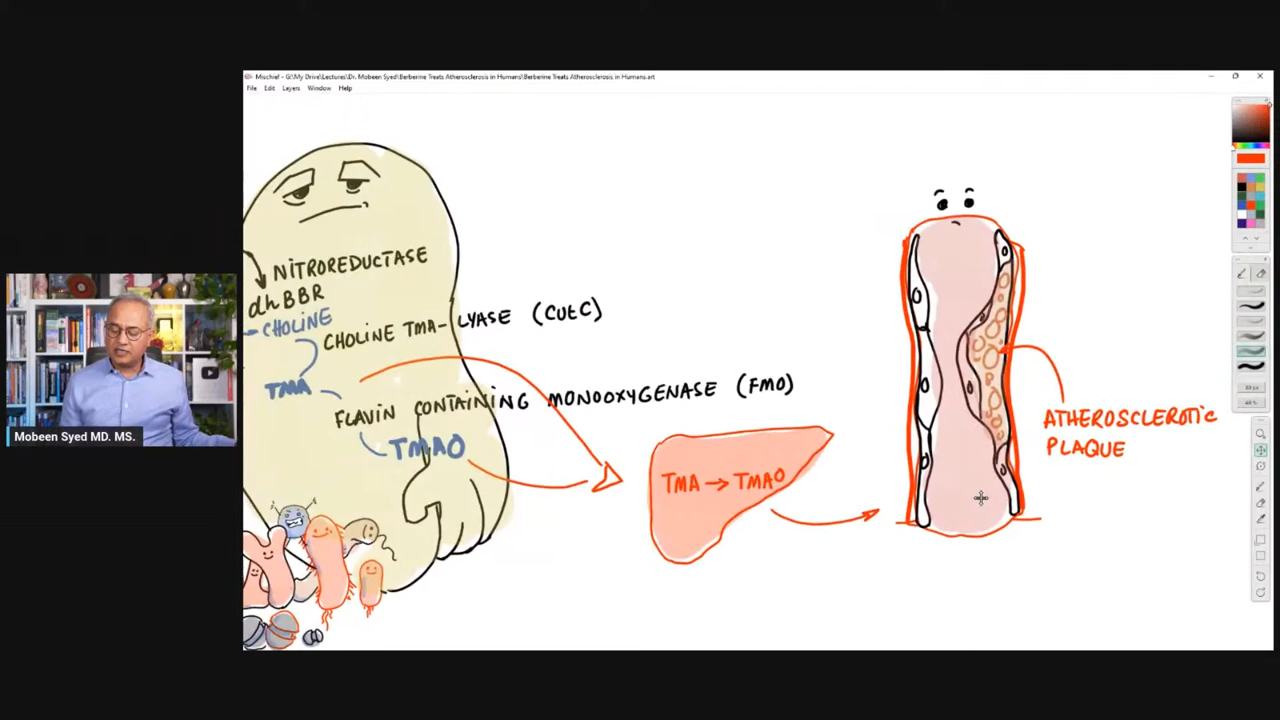 Mischief - G:\My Drive\Lectures\Dr. Mobeen Syed\Berberine Treats Atherosclerosis in Humans\Berberine Treats Atherosclerosis in Humans.art
File Edit Layers Window Help
NITROREDUCTASE
dhBBR
CHOLINE
CHOLINE TMA-LYASE (CutC)
TMA
FLAVIN CONTAINING MONOOXYGENASE (FMO)
TMAO
TMA → TMAO
ATHEROSCLEROTIC
PLAQUE
Mobeen Syed MD. MS.